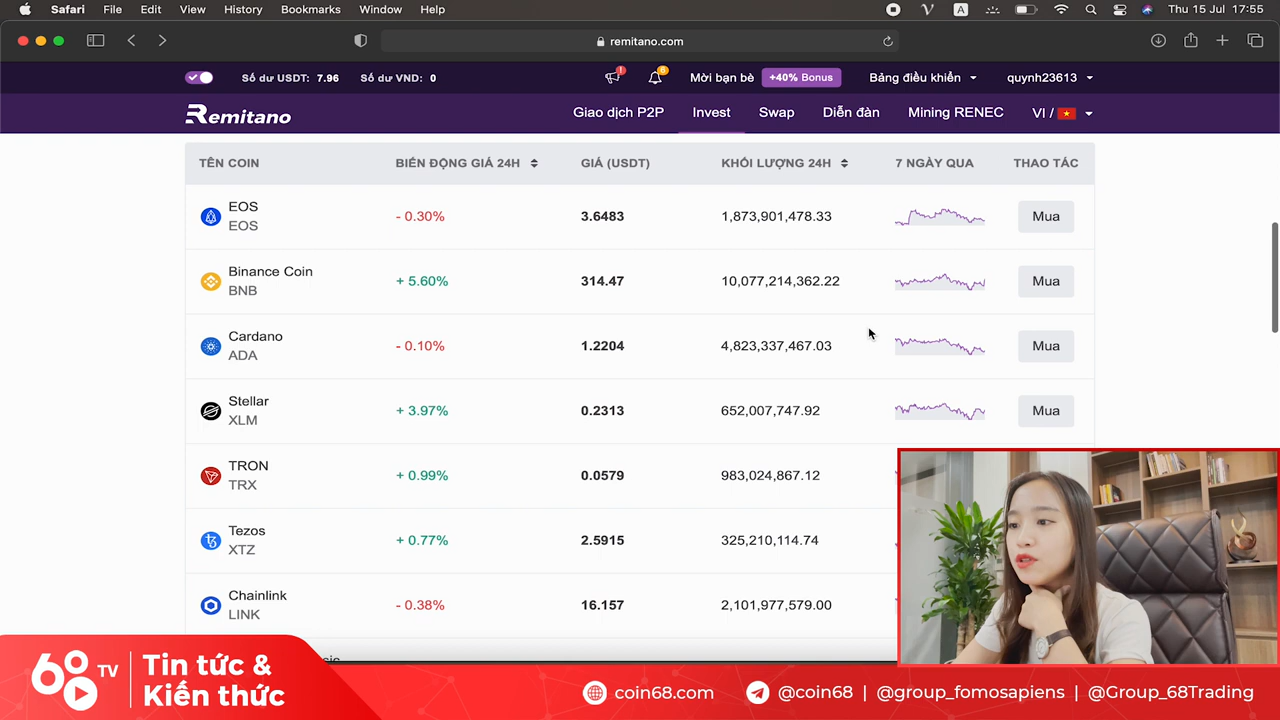 Safari File Edit View History Bookmarks Window Help A Thu 15 Jul 17:55
remitano.com
Số dư USDT: 7.96 Số dư VND: 0 ! 6 Mời bạn bè +40% Bonus Bảng điều khiển quynh23613
Remitano Giao dịch P2P Invest Swap Diễn đàn Mining RENEC VI /
TÊN COIN BIẾN ĐỘNG GIÁ 24H GIÁ (USDT) KHỐI LƯỢNG 24H 7 NGÀY QUA THAO TÁC
EOS
EOS
- 0.30% 3.6483 1,873,901,478.33 Mua
Binance Coin
BNB
+ 5.60% 314.47 10,077,214,362.22 Mua
Cardano
ADA
- 0.10% 1.2204 4,823,337,467.03 Mua
Stellar
XLM
+ 3.97% 0.2313 652,007,747.92 Mua
TRON
TRX
+ 0.99% 0.0579 983,024,867.12
Tezos
XTZ
+ 0.77% 2.5915 325,210,114.74
Chainlink
LINK
- 0.38% 16.157 2,101,977,579.00
68 TV
Tin tức &
Kiến thức
coin68.com @coin68 | @group_fomosapiens | @Group_68Trading